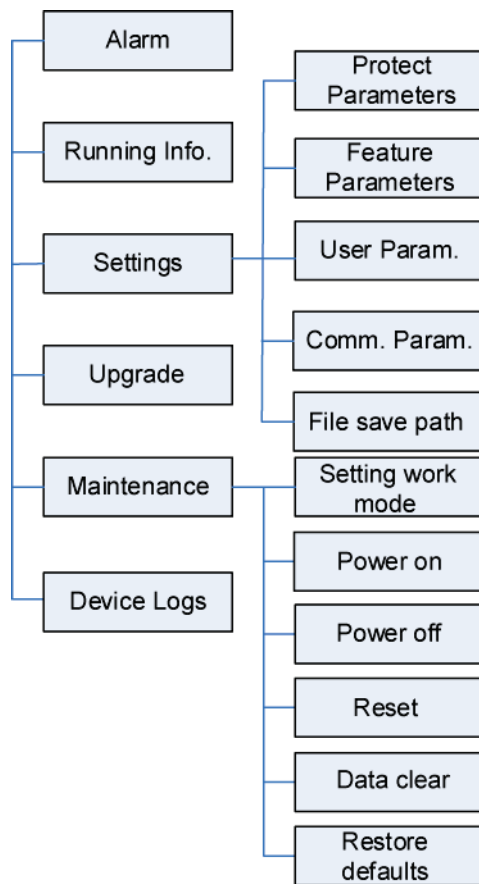 Alarm
Running Info.
Settings
Upgrade
Maintenance
Device Logs
Protect
Parameters
Feature
Parameters
User Param.
Comm. Param.
File save path
Setting work
mode
Power on
Power off
Reset
Data clear
Restore
defaults